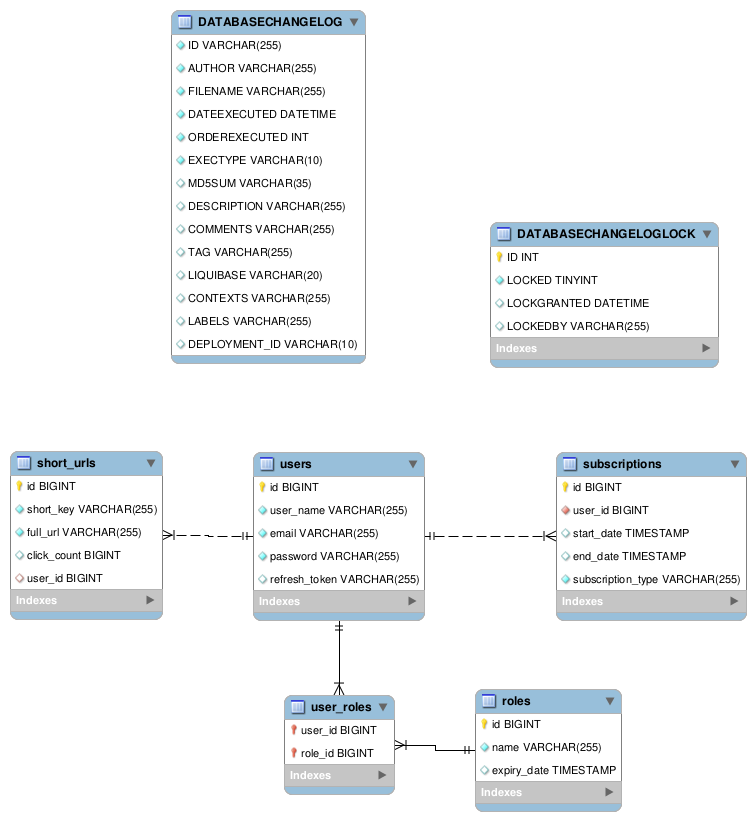 DATABASECHANGELOG
ID VARCHAR(255)
AUTHOR VARCHAR(255)
FILENAME VARCHAR(255)
DATEEXECUTED DATETIME
ORDEREXECUTED INT
EXECTYPE VARCHAR(10)
MD5SUM VARCHAR(35)
DESCRIPTION VARCHAR(255)
COMMENTS VARCHAR(255)
TAG VARCHAR(255)
LIQUIBASE VARCHAR(20)
CONTEXTS VARCHAR(255)
LABELS VARCHAR(255)
DEPLOYMENT_ID VARCHAR(10)
DATABASECHANGELOGLOCK
ID INT
LOCKED TINYINT
LOCKGRANTED DATETIME
LOCKEDBY VARCHAR(255)
Indexes
short_urls
id BIGINT
short_key VARCHAR(255)
full_url VARCHAR(255)
click_count BIGINT
user_id BIGINT
Indexes
users
id BIGINT
user_name VARCHAR(255)
email VARCHAR(255)
password VARCHAR(255)
refresh_token VARCHAR(255)
Indexes
subscriptions
id BIGINT
user_id BIGINT
start_date TIMESTAMP
end_date TIMESTAMP
subscription_type VARCHAR(255)
Indexes
user_roles
user_id BIGINT
role_id BIGINT
Indexes
roles
id BIGINT
name VARCHAR(255)
expiry_date TIMESTAMP
Indexes